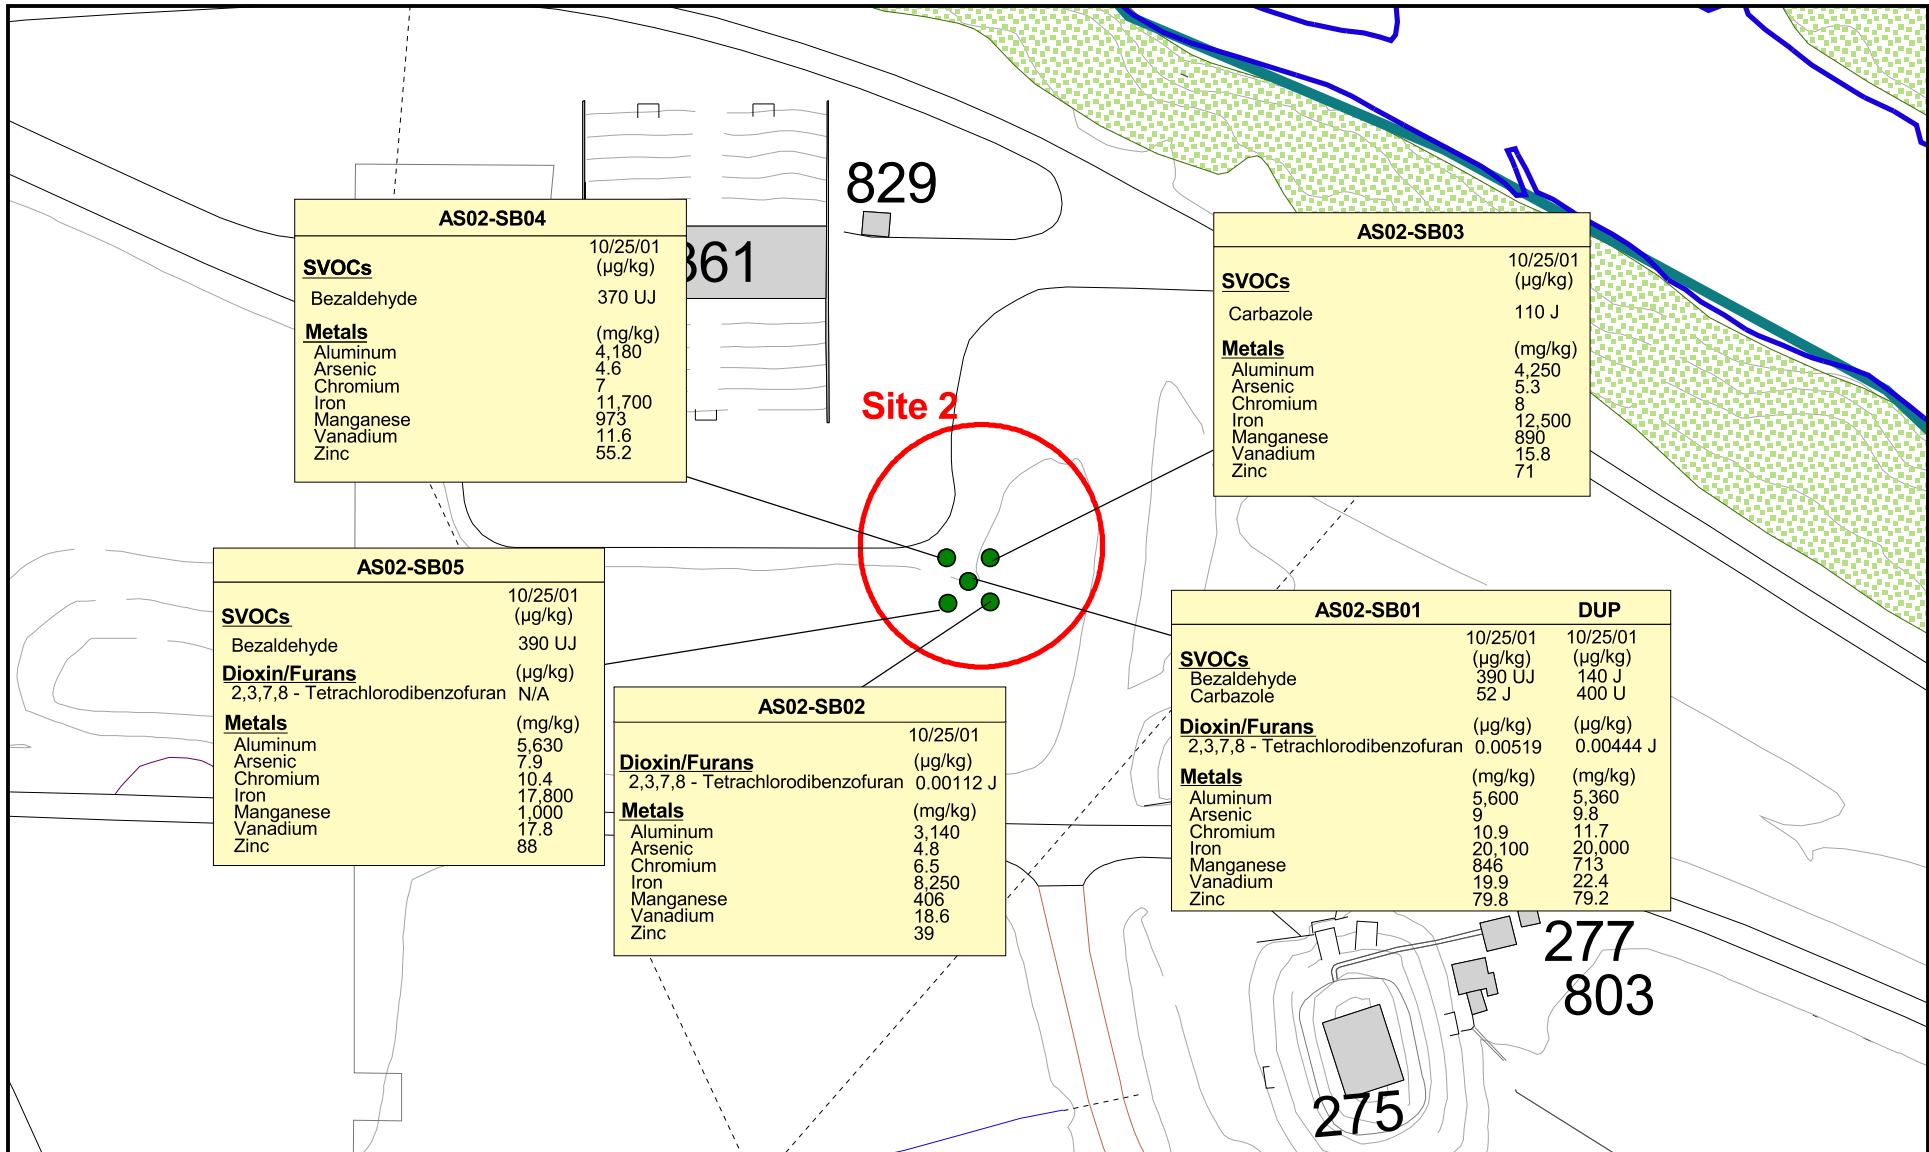 829
361
Site 2
AS02-SB04
10/25/01
SVOCs (µg/kg)
Bezaldehyde 370 UJ
Metals (mg/kg)
Aluminum 4,180
Arsenic 4.6
Chromium 7
Iron 11,700
Manganese 973
Vanadium 11.6
Zinc 55.2
AS02-SB03
10/25/01
SVOCs (µg/kg)
Carbazole 110 J
Metals (mg/kg)
Aluminum 4,250
Arsenic 5.3
Chromium 8
Iron 12,500
Manganese 890
Vanadium 15.8
Zinc 71
AS02-SB05
10/25/01
SVOCs (µg/kg)
Bezaldehyde 390 UJ
Dioxin/Furans (µg/kg)
2,3,7,8 - Tetrachlorodibenzofuran N/A
Metals (mg/kg)
Aluminum 5,630
Arsenic 7.9
Chromium 10.4
Iron 17,800
Manganese 1,000
Vanadium 17.8
Zinc 88
AS02-SB02
10/25/01
Dioxin/Furans (µg/kg)
2,3,7,8 - Tetrachlorodibenzofuran 0.00112 J
Metals (mg/kg)
Aluminum 3,140
Arsenic 4.8
Chromium 6.5
Iron 8,250
Manganese 406
Vanadium 18.6
Zinc 39
AS02-SB01 DUP
10/25/01 10/25/01
SVOCs (µg/kg) (µg/kg)
Bezaldehyde 390 UJ 140 J
Carbazole 52 J 400 U
Dioxin/Furans (µg/kg) (µg/kg)
2,3,7,8 - Tetrachlorodibenzofuran 0.00519 0.00444 J
Metals (mg/kg) (mg/kg)
Aluminum 5,600 5,360
Arsenic 9 9.8
Chromium 10.9 11.7
Iron 20,100 20,000
Manganese 846 713
Vanadium 19.9 22.4
Zinc 79.8 79.2
277
803
275